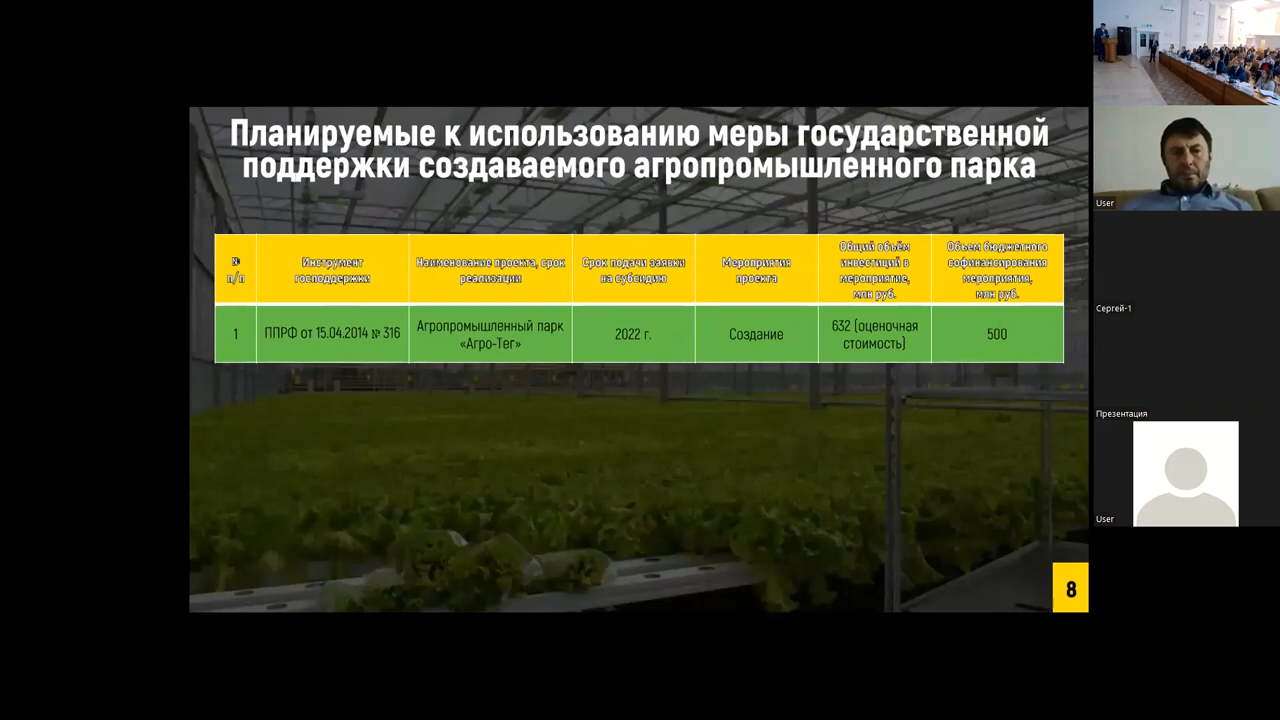 Планируемые к использованию меры государственной
поддержки создаваемого агропромышленного парка
№
п/п
Инструмент
господдержки
Наименование проекта, срок
реализации
Срок подачи заявки
на субсидию
Мероприятия
проекта
Общий объём
инвестиций в
мероприятие,
млн руб.
Объем бюджетного
софинансирования
мероприятия,
млн руб.
1
ППРФ от 15.04.2014 № 316
Агропромышленный парк
«Агро-Тег»
2022 г.
Создание
632 (оценочная
стоимость)
500
8
User
Сергей-1
Презентация
User